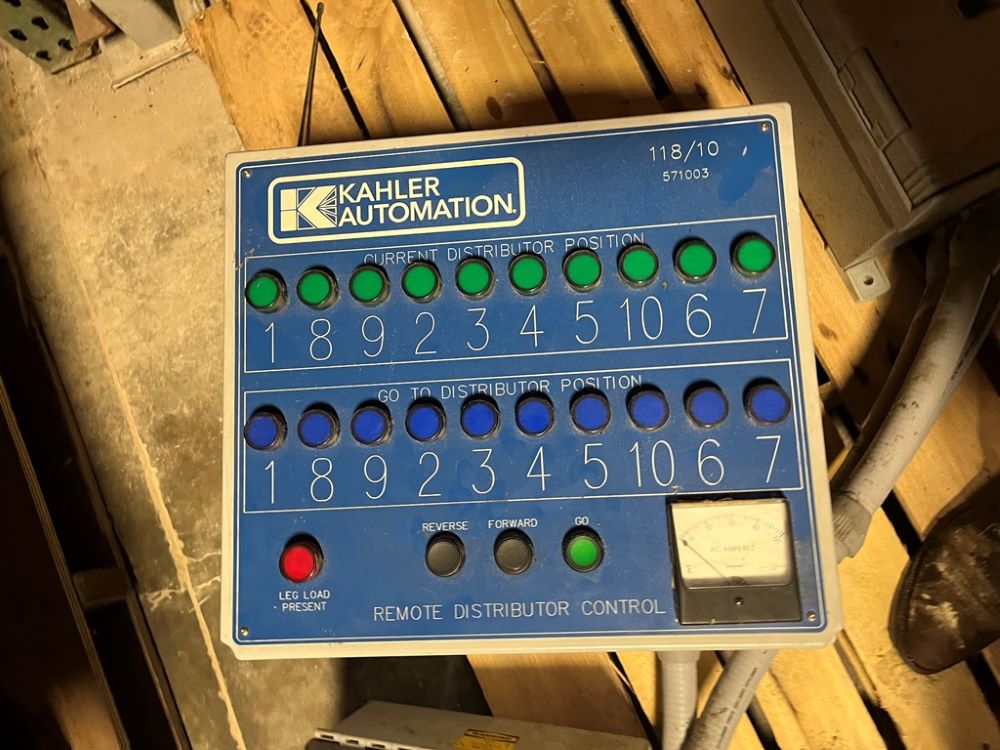 118/10
571003
KAHLER
AUTOMATION
CURRENT DISTRIBUTOR POSITION
1 8 9 2 3 4 5 10 6 7
GO TO DISTRIBUTOR POSITION
1 8 9 2 3 4 5 10 6 7
REVERSE FORWARD GO
A.C. AMPERES
LEG LOAD
PRESENT
REMOTE DISTRIBUTOR CONTROL